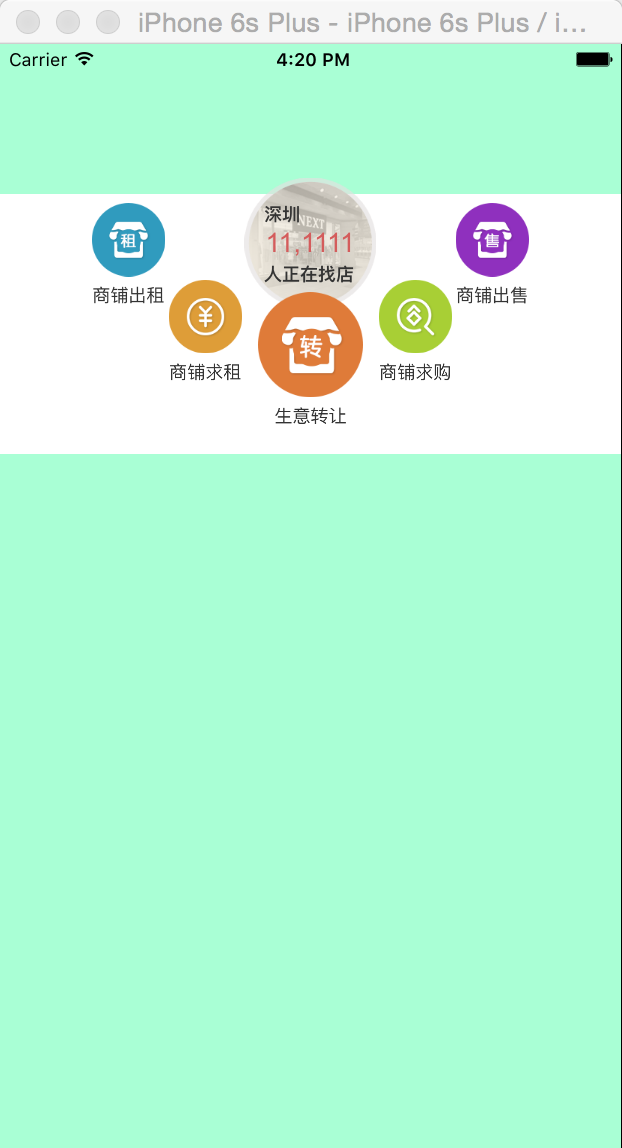 iPhone 6s Plus - iPhone 6s Plus / i...
Carrier
4:20 PM
深圳
NEXT
11,1111
人正在找店
租
商铺出租
售
商铺出售
¥
商铺求租
转
生意转让
商铺求购